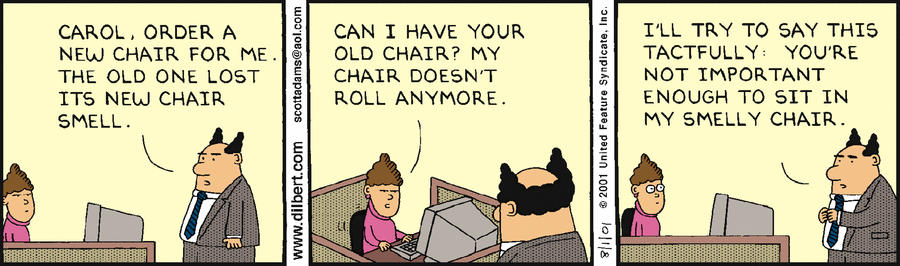 CAROL, ORDER A
NEW CHAIR FOR ME.
THE OLD ONE LOST
ITS NEW CHAIR
SMELL.
www.dilbert.com scottadams@aol.com
CAN I HAVE YOUR
OLD CHAIR? MY
CHAIR DOESN'T
ROLL ANYMORE.
8/1/01 © 2001 United Feature Syndicate, Inc.
I'LL TRY TO SAY THIS
TACTFULLY: YOU'RE
NOT IMPORTANT
ENOUGH TO SIT IN
MY SMELLY CHAIR.